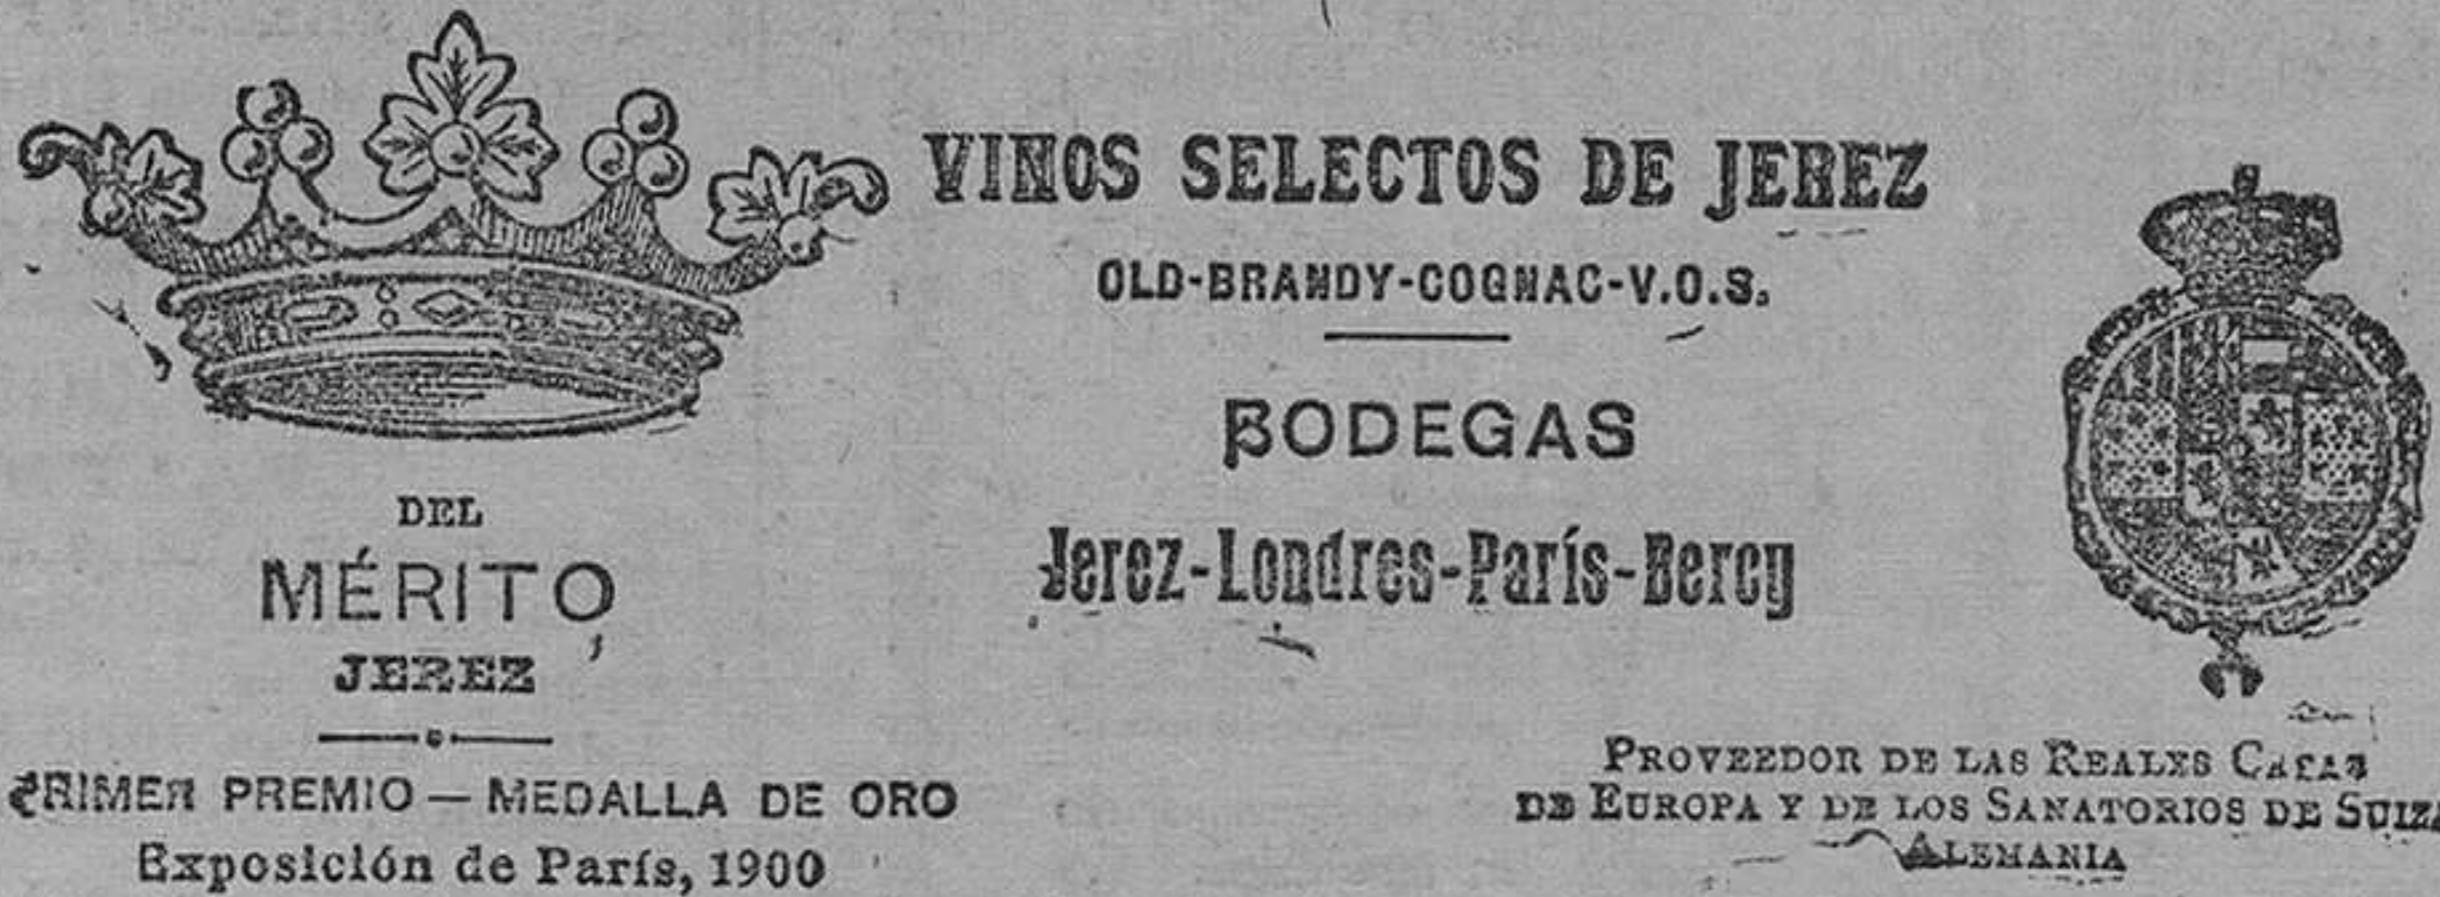 DEL
MÉRITO
JEREZ
PRIMER PREMIO — MEDALLA DE ORO
Exposición de París, 1900
VINOS SELECTOS DE JEREZ
OLD-BRANDY-COGNAC-V.O.S.
BODEGAS
Jerez-Londres-París-Bercy
PROVEEDOR DE LAS REALES CASAS
DE EUROPA Y DE LOS SANATORIOS DE SUIZA
ALEMANIA